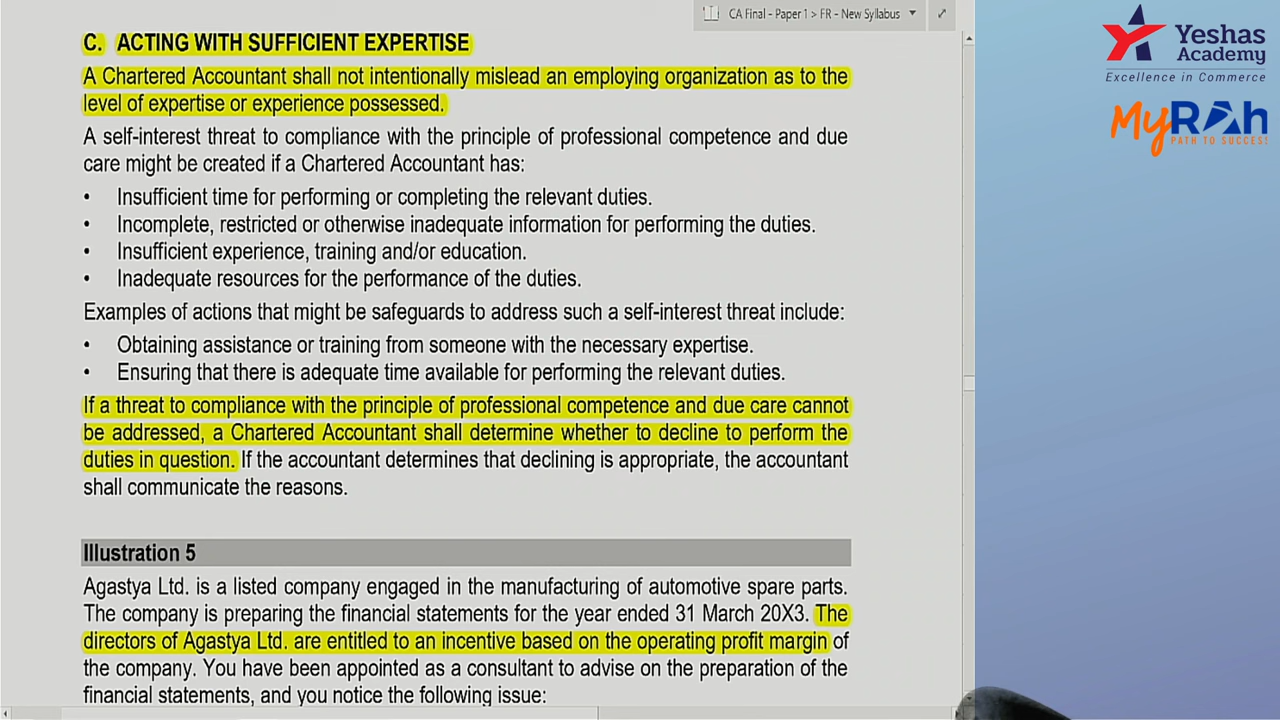 CA Final - Paper 1 > FR - New Syllabus
Yeshas
Academy
Excellence in Commerce
MyRAh
PATH TO SUCCESS
C. ACTING WITH SUFFICIENT EXPERTISE
A Chartered Accountant shall not intentionally mislead an employing organization as to the
level of expertise or experience possessed.
A self-interest threat to compliance with the principle of professional competence and due
care might be created if a Chartered Accountant has:
• Insufficient time for performing or completing the relevant duties.
• Incomplete, restricted or otherwise inadequate information for performing the duties.
• Insufficient experience, training and/or education.
• Inadequate resources for the performance of the duties.
Examples of actions that might be safeguards to address such a self-interest threat include:
• Obtaining assistance or training from someone with the necessary expertise.
• Ensuring that there is adequate time available for performing the relevant duties.
If a threat to compliance with the principle of professional competence and due care cannot
be addressed, a Chartered Accountant shall determine whether to decline to perform the
duties in question. If the accountant determines that declining is appropriate, the accountant
shall communicate the reasons.
Illustration 5
Agastya Ltd. is a listed company engaged in the manufacturing of automotive spare parts.
The company is preparing the financial statements for the year ended 31 March 20X3. The
directors of Agastya Ltd. are entitled to an incentive based on the operating profit margin of
the company. You have been appointed as a consultant to advise on the preparation of the
financial statements, and you notice the following issue: